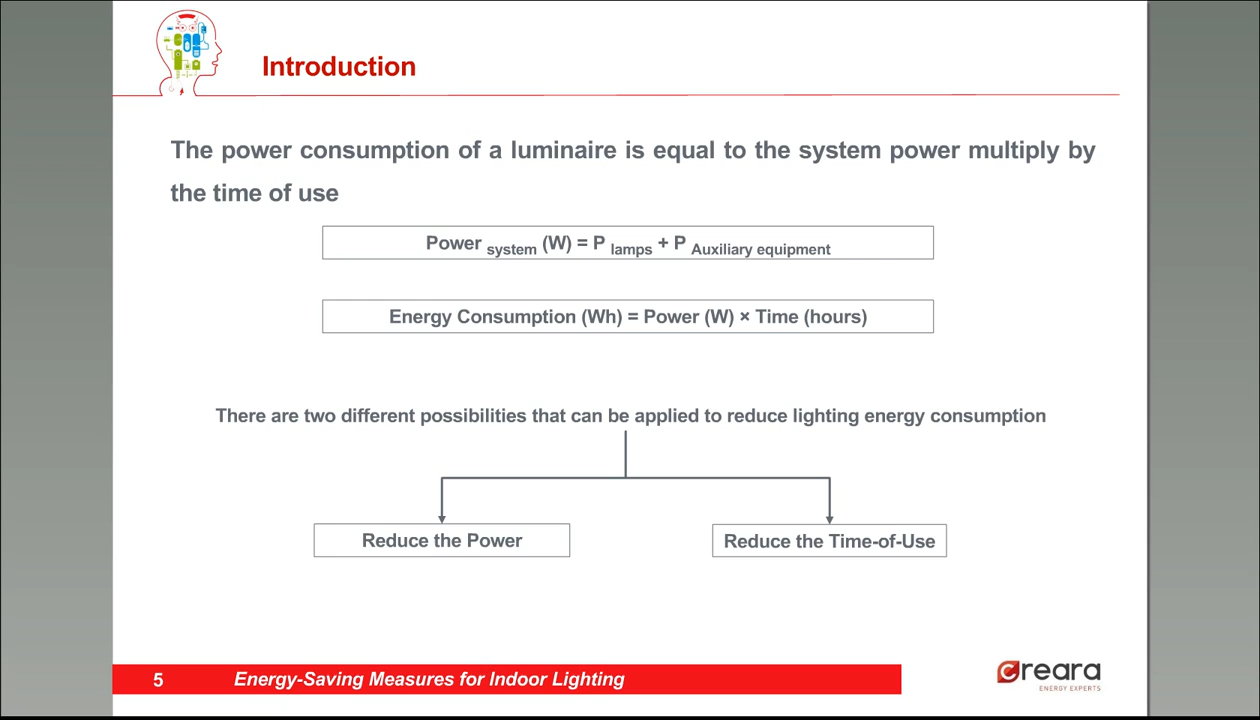 Introduction
The power consumption of a luminaire is equal to the system power multiply by
the time of use
Power system (W) = P lamps + P Auxiliary equipment
Energy Consumption (Wh) = Power (W) × Time (hours)
There are two different possibilities that can be applied to reduce lighting energy consumption
Reduce the Power
Reduce the Time-of-Use
5
Energy-Saving Measures for Indoor Lighting
creara
ENERGY EXPERTS